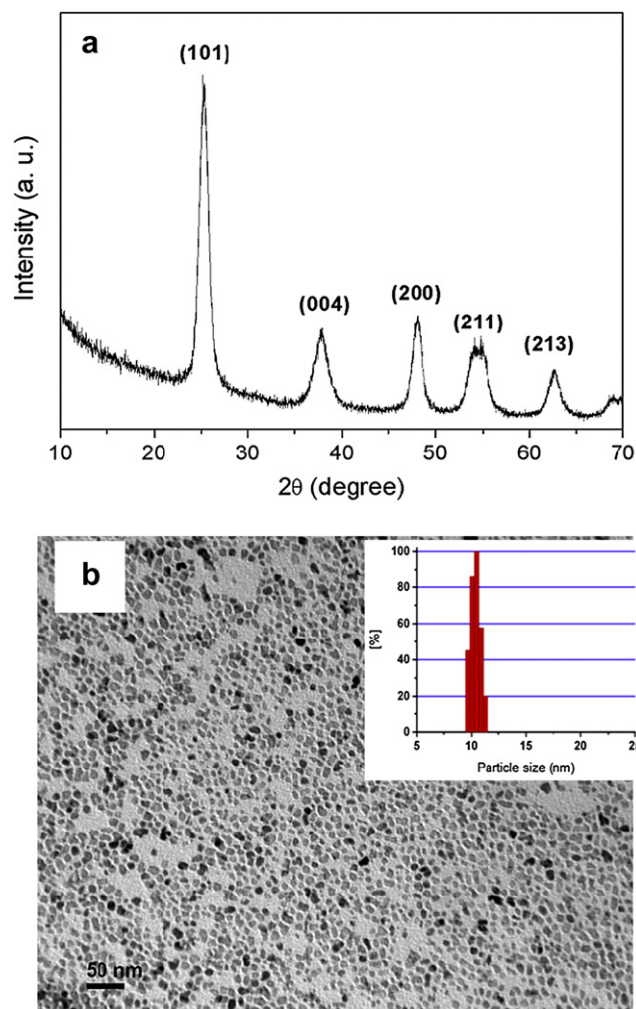 a
(101)
(004)
(200)
(211)
(213)
Intensity (a. u.)
10 20 30 40 50 60 70
2θ (degree)
b
100
80
60
40
20
0
[%]
5 10 15 20 25
Particle size (nm)
50 nm